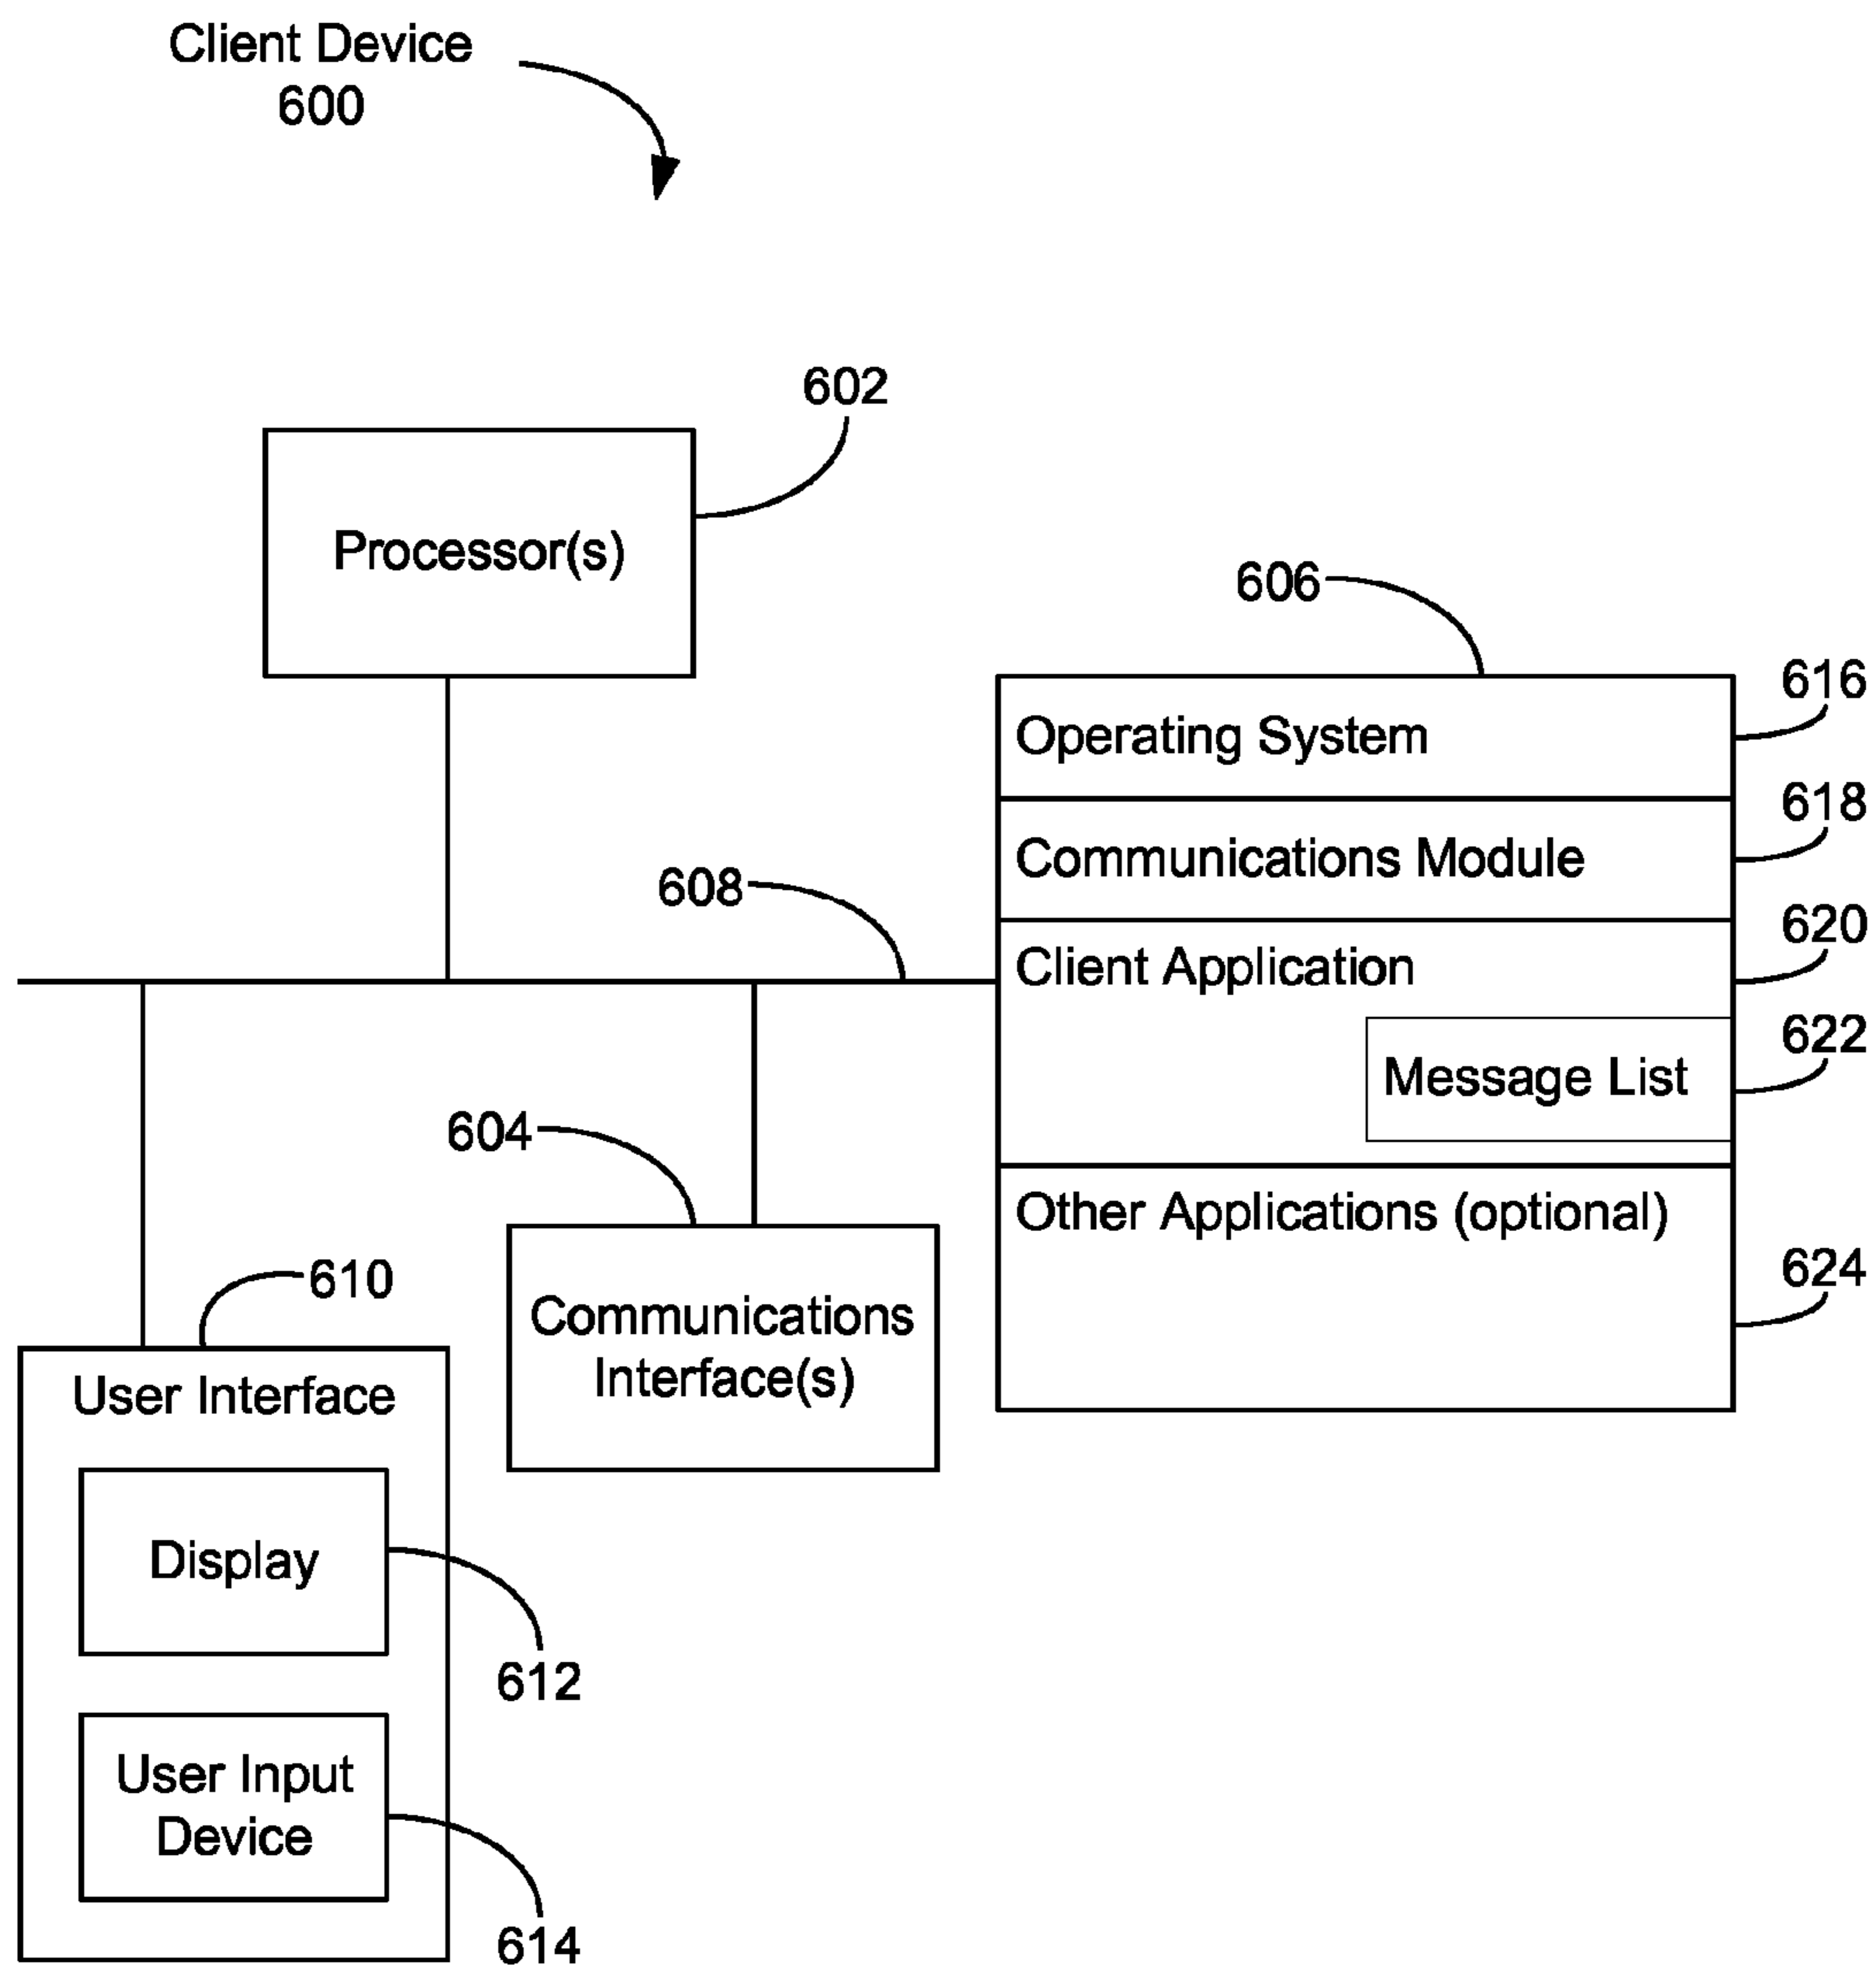 Client Device
600
602
Processor(s)
606
616
Operating System
618
Communications Module
608
620
Client Application
622
Message List
604
Other Applications (optional)
624
610
Communications
Interface(s)
User Interface
Display
612
User Input
Device
614